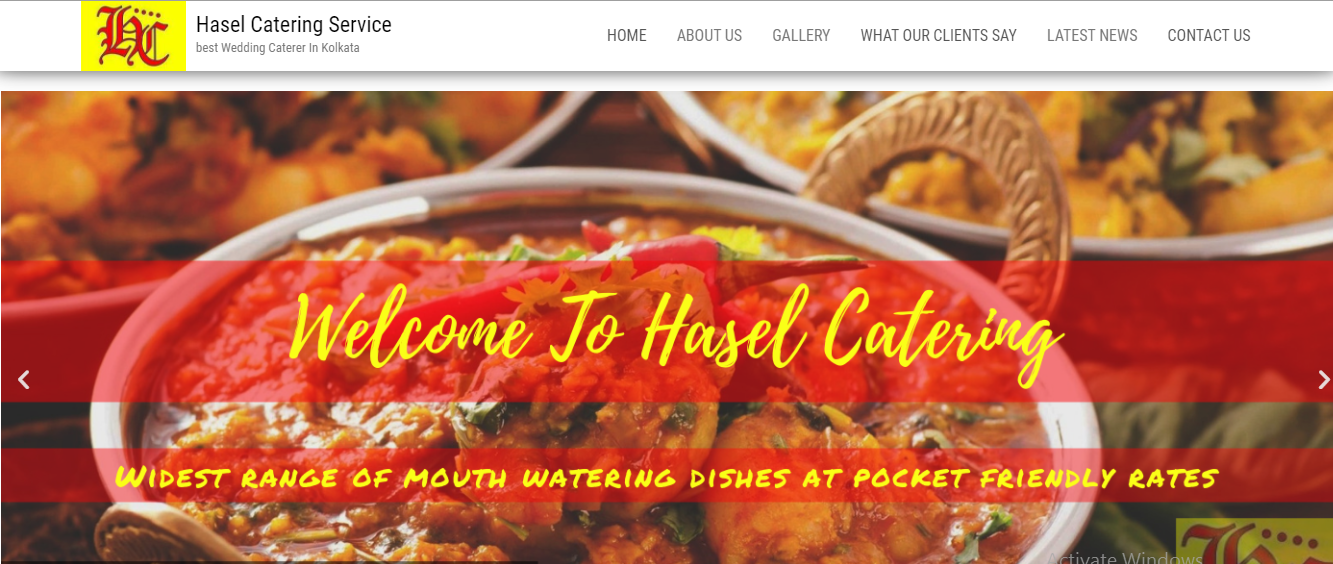 HC
Hasel Catering Service
best Wedding Caterer In Kolkata
HOME ABOUT US GALLERY WHAT OUR CLIENTS SAY LATEST NEWS CONTACT US
Welcome To Hasel Catering
WIDEST RANGE OF MOUTH WATERING DISHES AT POCKET FRIENDLY RATES
Activate Windows